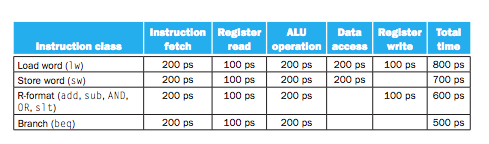 Instruction class Instruction fetch Register read ALU operation Data access Register write Total time
Load word (lw) 200 ps 100 ps 200 ps 200 ps 100 ps 800 ps
Store word (sw) 200 ps 100 ps 200 ps 200 ps 700 ps
R-format (add, sub, AND, 200 ps 100 ps 200 ps 100 ps 600 ps
OR, slt)
Branch (beq) 200 ps 100 ps 200 ps 500 ps